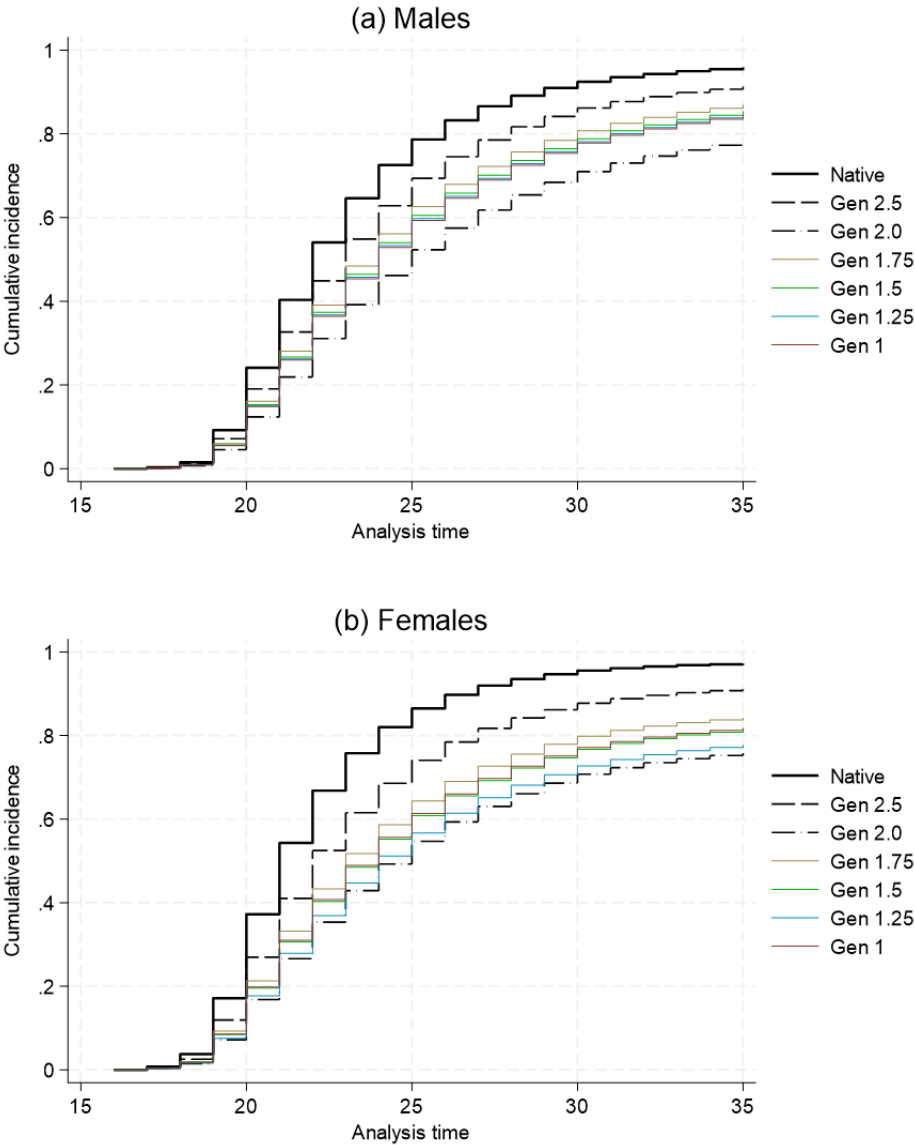 (a) Males
1
.8
.6
.4
.2
0
Cumulative incidence
15 20 25 30 35
Analysis time
Native
Gen 2.5
Gen 2.0
Gen 1.75
Gen 1.5
Gen 1.25
Gen 1
(b) Females
1
.8
.6
.4
.2
0
Cumulative incidence
15 20 25 30 35
Analysis time
Native
Gen 2.5
Gen 2.0
Gen 1.75
Gen 1.5
Gen 1.25
Gen 1